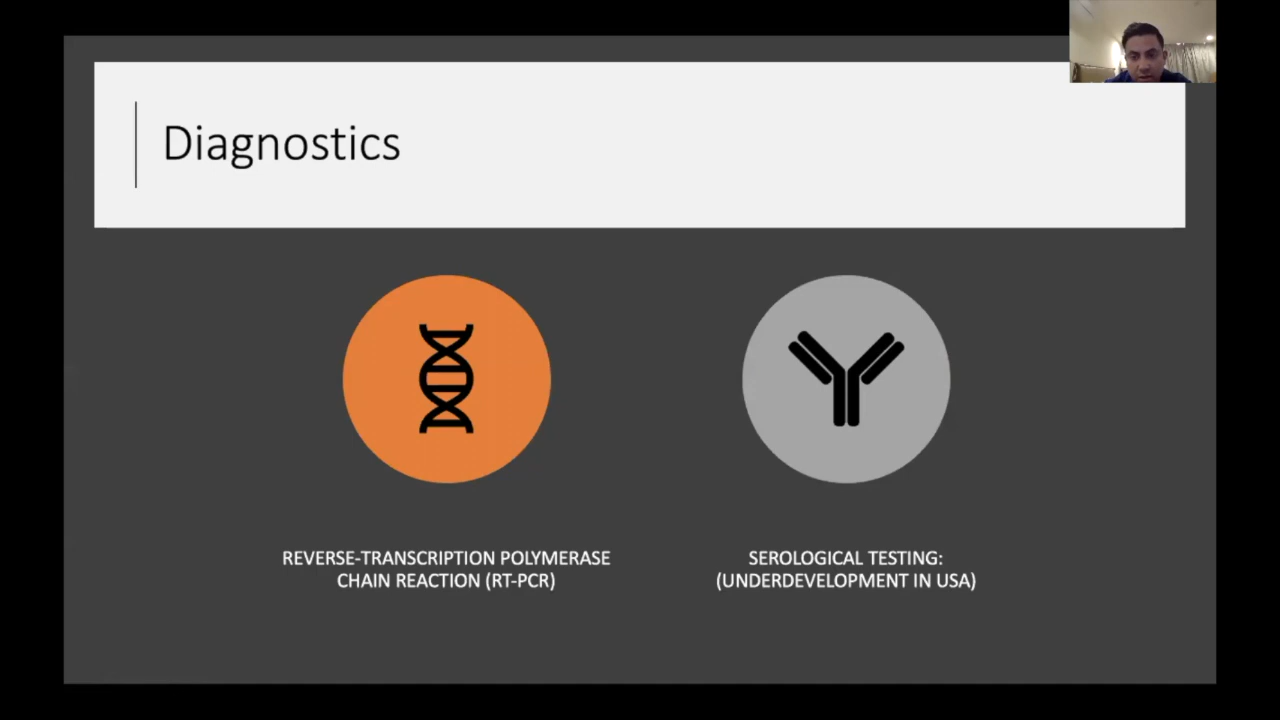 Diagnostics
REVERSE-TRANSCRIPTION POLYMERASE
CHAIN REACTION (RT-PCR)
SEROLOGICAL TESTING:
(UNDERDEVELOPMENT IN USA)